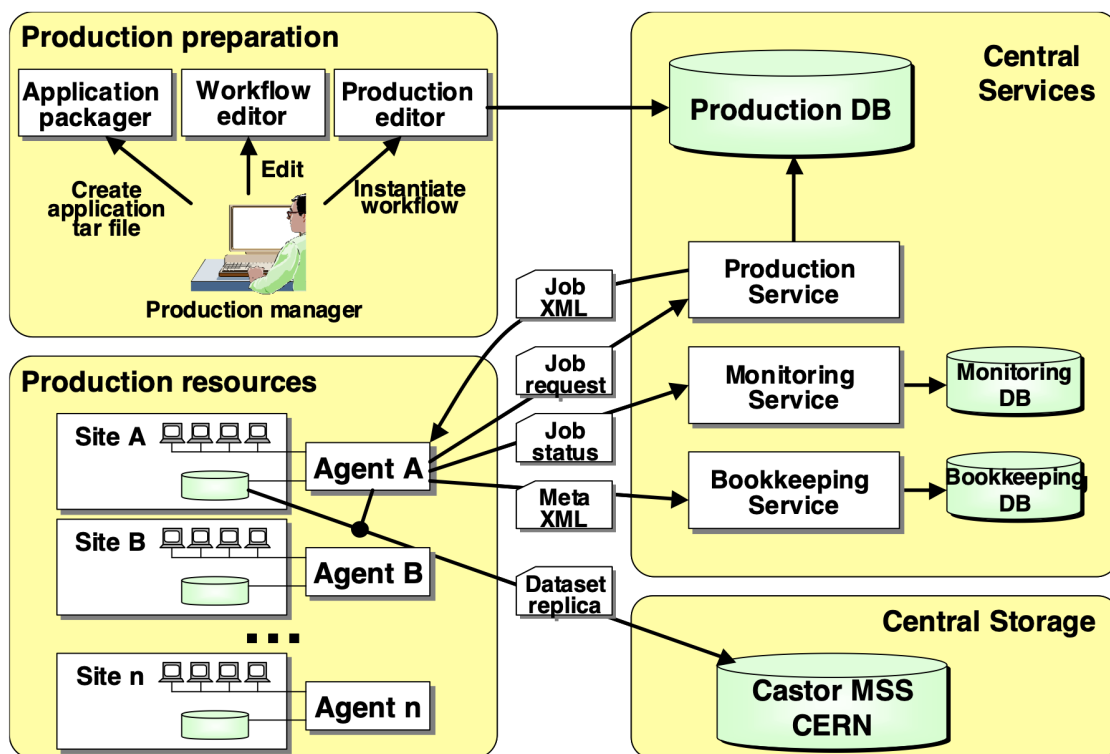 Production preparation
Application
packager
Workflow
editor
Production
editor
Edit
Create
application
tar file
Instantiate
workflow
Production manager
Central
Services
Production DB
Production
Service
Monitoring
Service
Monitoring
DB
Bookkeeping
Service
Bookkeeping
DB
Job
XML
Job
request
Job
status
Meta
XML
Dataset
replica
Production resources
Site A
Agent A
Site B
Agent B
...
Site n
Agent n
Central Storage
Castor MSS
CERN